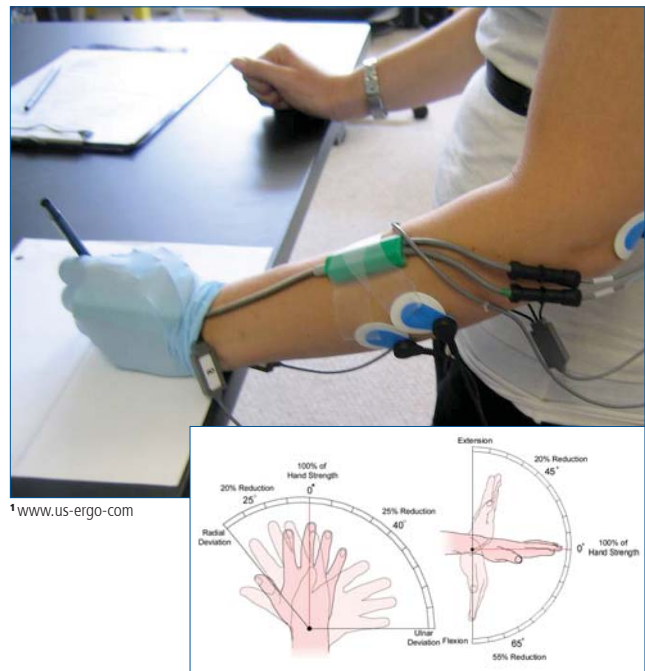 ¹ www.us-ergo-com
100% of
Hand Strength
0°
20% Reduction
25°
25% Reduction
40°
Radial
Deviation
Ulnar
Deviation
Extension
20% Reduction
45°
0°
100% of
Hand Strength
Flexion
65°
55% Reduction